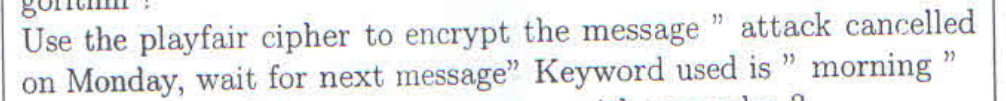 gorithm ?
Use the playfair cipher to encrypt the message ” attack cancelled
on Monday, wait for next message” Keyword used is ” morning ”